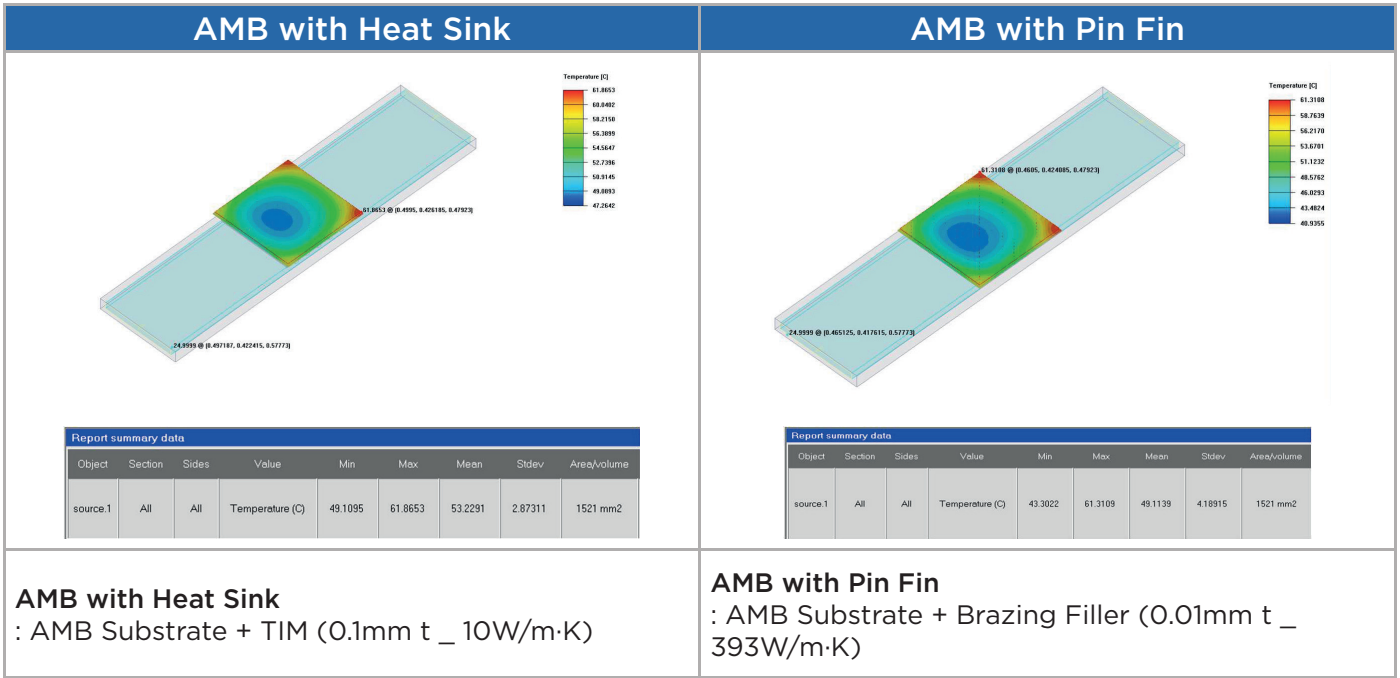 AMB with Heat Sink
AMB with Pin Fin
Temperature [C]
61.8653
60.0402
58.2150
56.3899
54.5647
52.7396
50.9145
49.0893
47.2642
61.8653 @ (0.4995, 0.426185, 0.47923)
24.9999 @ (0.497187, 0.422415, 0.57773)
Report summary data
Object Section Sides Value Min Max Mean Stdev Area/volume
source.1 All All Temperature (C) 49.1095 61.8653 53.2291 2.87311 1521 mm2
Temperature [C]
61.3108
58.7639
56.2170
53.6701
51.1232
48.5762
46.0293
43.4824
40.9355
61.3108 @ (0.4605, 0.424085, 0.47923)
24.9999 @ (0.465125, 0.417615, 0.57773)
Report summary data
Object Section Sides Value Min Max Mean Stdev Area/volume
source.1 All All Temperature (C) 43.3022 61.3109 49.1139 4.18915 1521 mm2
AMB with Heat Sink
: AMB Substrate + TIM (0.1mm t _ 10W/m·K)
AMB with Pin Fin
: AMB Substrate + Brazing Filler (0.01mm t _
393W/m·K)